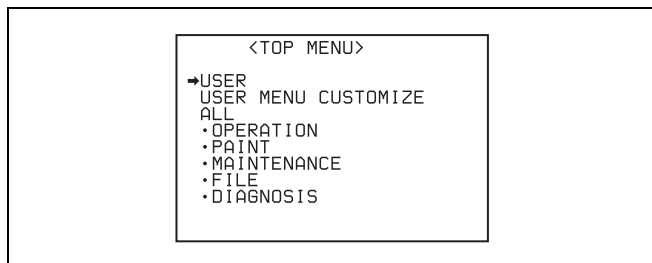 <TOP MENU>
➡USER
USER MENU CUSTOMIZE
ALL
·OPERATION
·PAINT
·MAINTENANCE
·FILE
·DIAGNOSIS